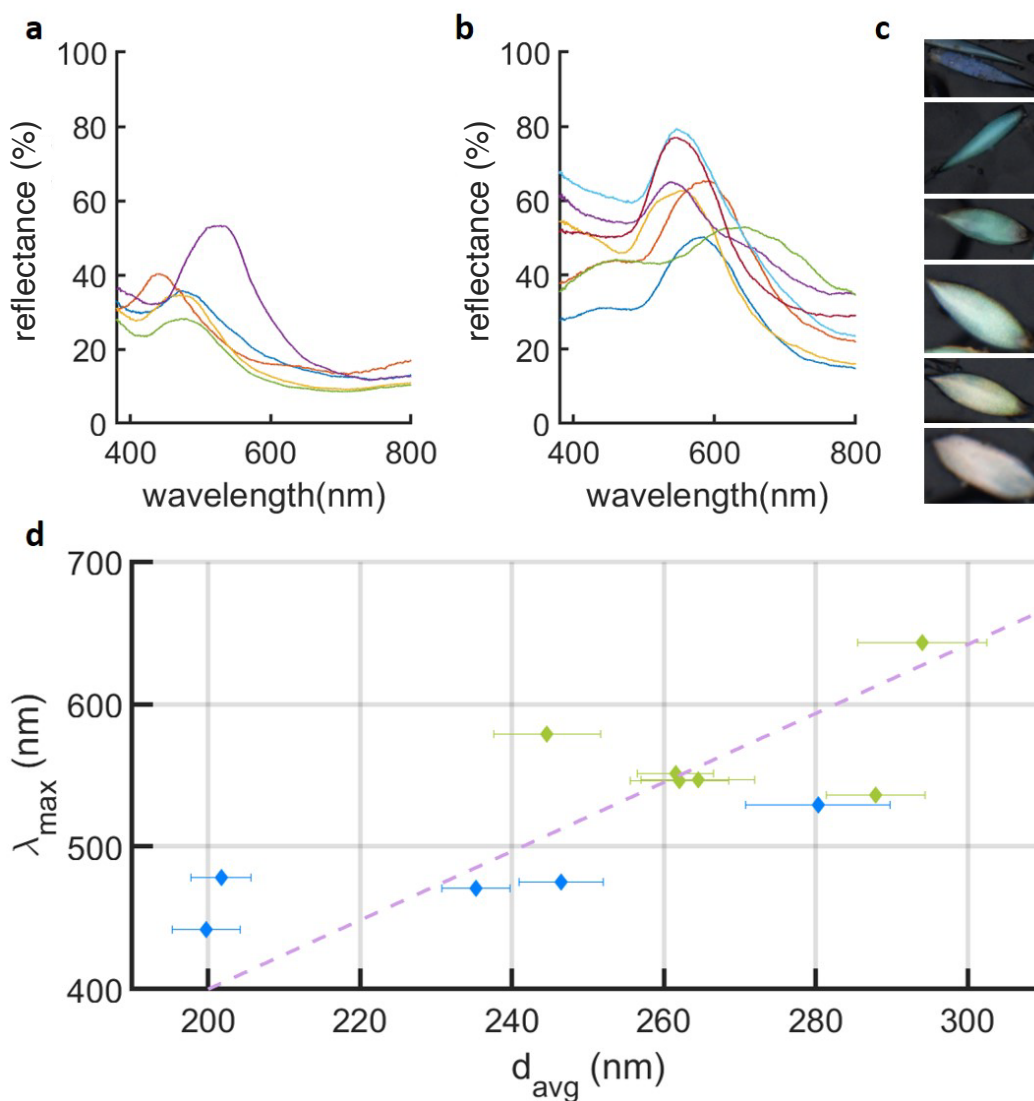 a
100
80
60
40
20
0
reflectance (%)
400 600 800
wavelength(nm)
b
100
80
60
40
20
0
reflectance (%)
400 600 800
wavelength(nm)
c
d
700
600
500
400
λmax (nm)
200 220 240 260 280 300
davg (nm)